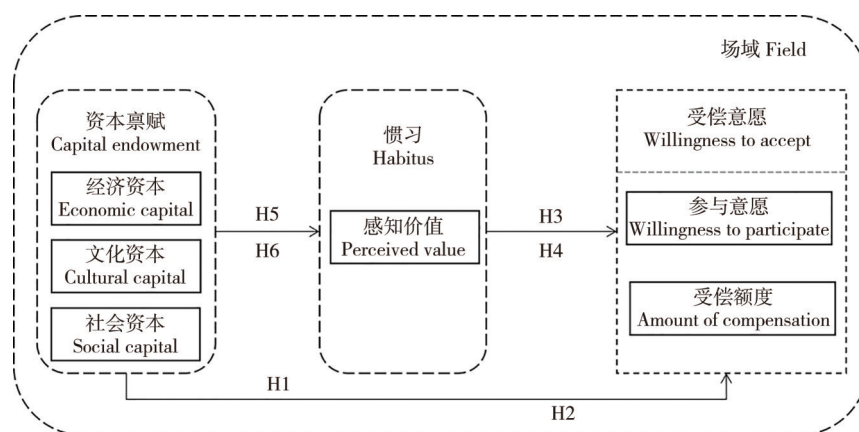 场域 Field
资本禀赋
Capital endowment
经济资本
Economic capital
文化资本
Cultural capital
社会资本
Social capital
H5
H6
惯习
Habitus
感知价值
Perceived value
H3
H4
受偿意愿
Willingness to accept
参与意愿
Willingness to participate
受偿额度
Amount of compensation
H1
H2